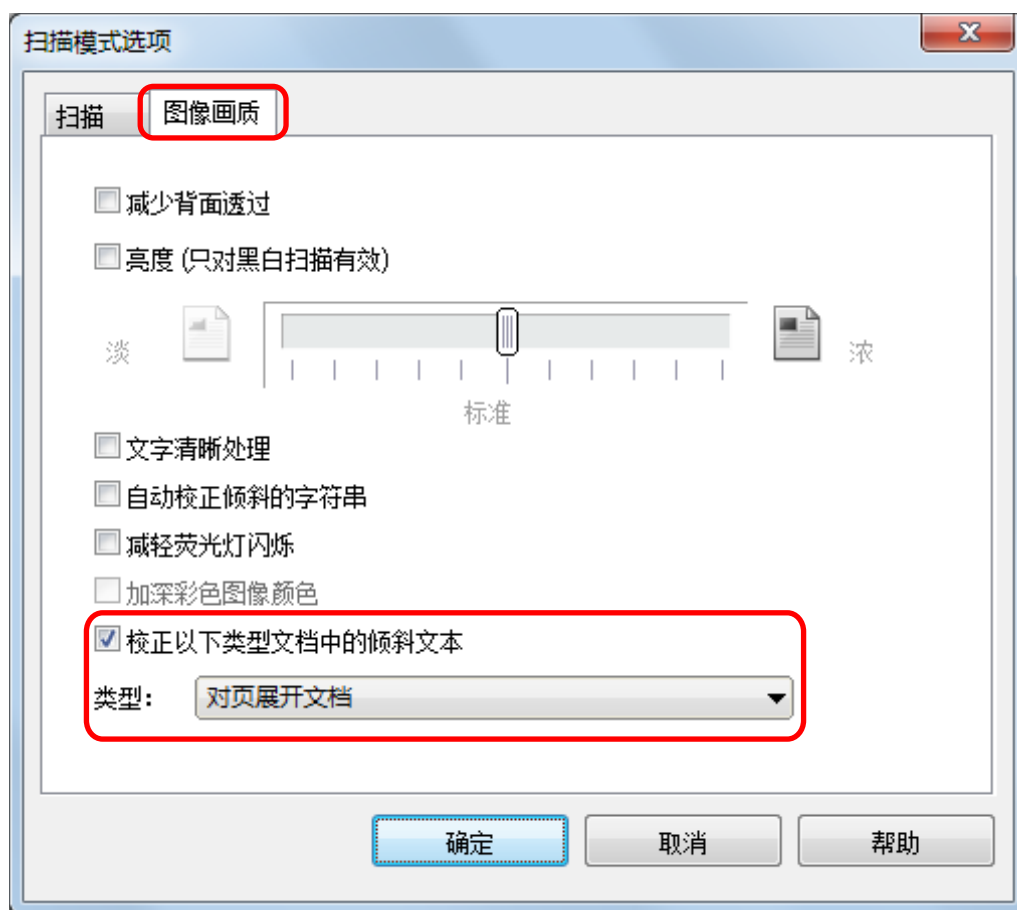 扫描模式选项
扫描 图像画质
减少背面透过
亮度 (只对黑白扫描有效)
淡 浓
标准
文字清晰处理
自动校正倾斜的字符串
减轻荧光灯闪烁
加深彩色图像颜色
校正以下类型文档中的倾斜文本
类型： 对页展开文档
确定 取消 帮助